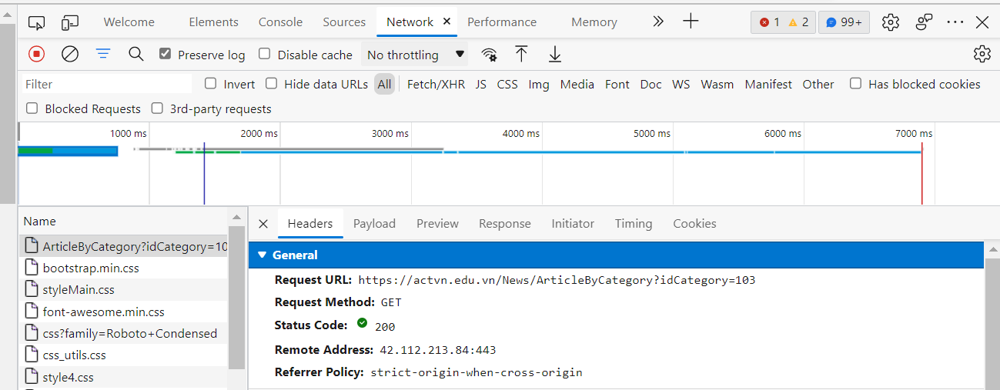 Welcome Elements Console Sources Network Performance Memory 1 2 99+
Preserve log Disable cache No throttling
Filter Invert Hide data URLs All Fetch/XHR JS CSS Img Media Font Doc WS Wasm Manifest Other Has blocked cookies
Blocked Requests 3rd-party requests
1000 ms 2000 ms 3000 ms 4000 ms 5000 ms 6000 ms 7000 ms
Name
ArticleByCategory?idCategory=10
bootstrap.min.css
styleMain.css
font-awesome.min.css
css?family=Roboto+Condensed
css_utils.css
style4.css
Headers Payload Preview Response Initiator Timing Cookies
General
Request URL: https://actvn.edu.vn/News/ArticleByCategory?idCategory=103
Request Method: GET
Status Code: 200
Remote Address: 42.112.213.84:443
Referrer Policy: strict-origin-when-cross-origin